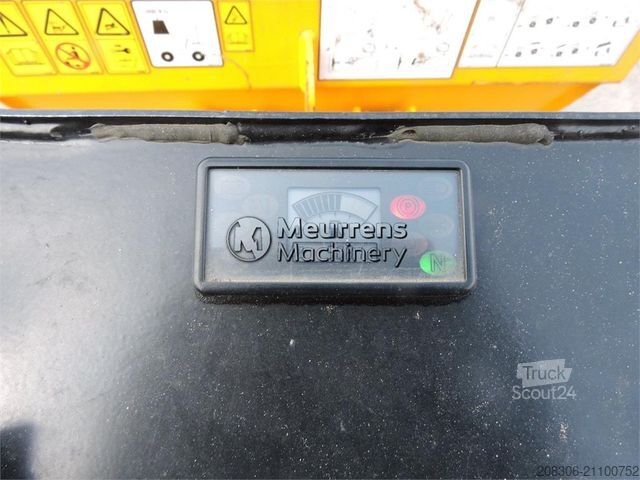 Meurrens
Machinery
P
N
Truck
Scout24
208306-21100752